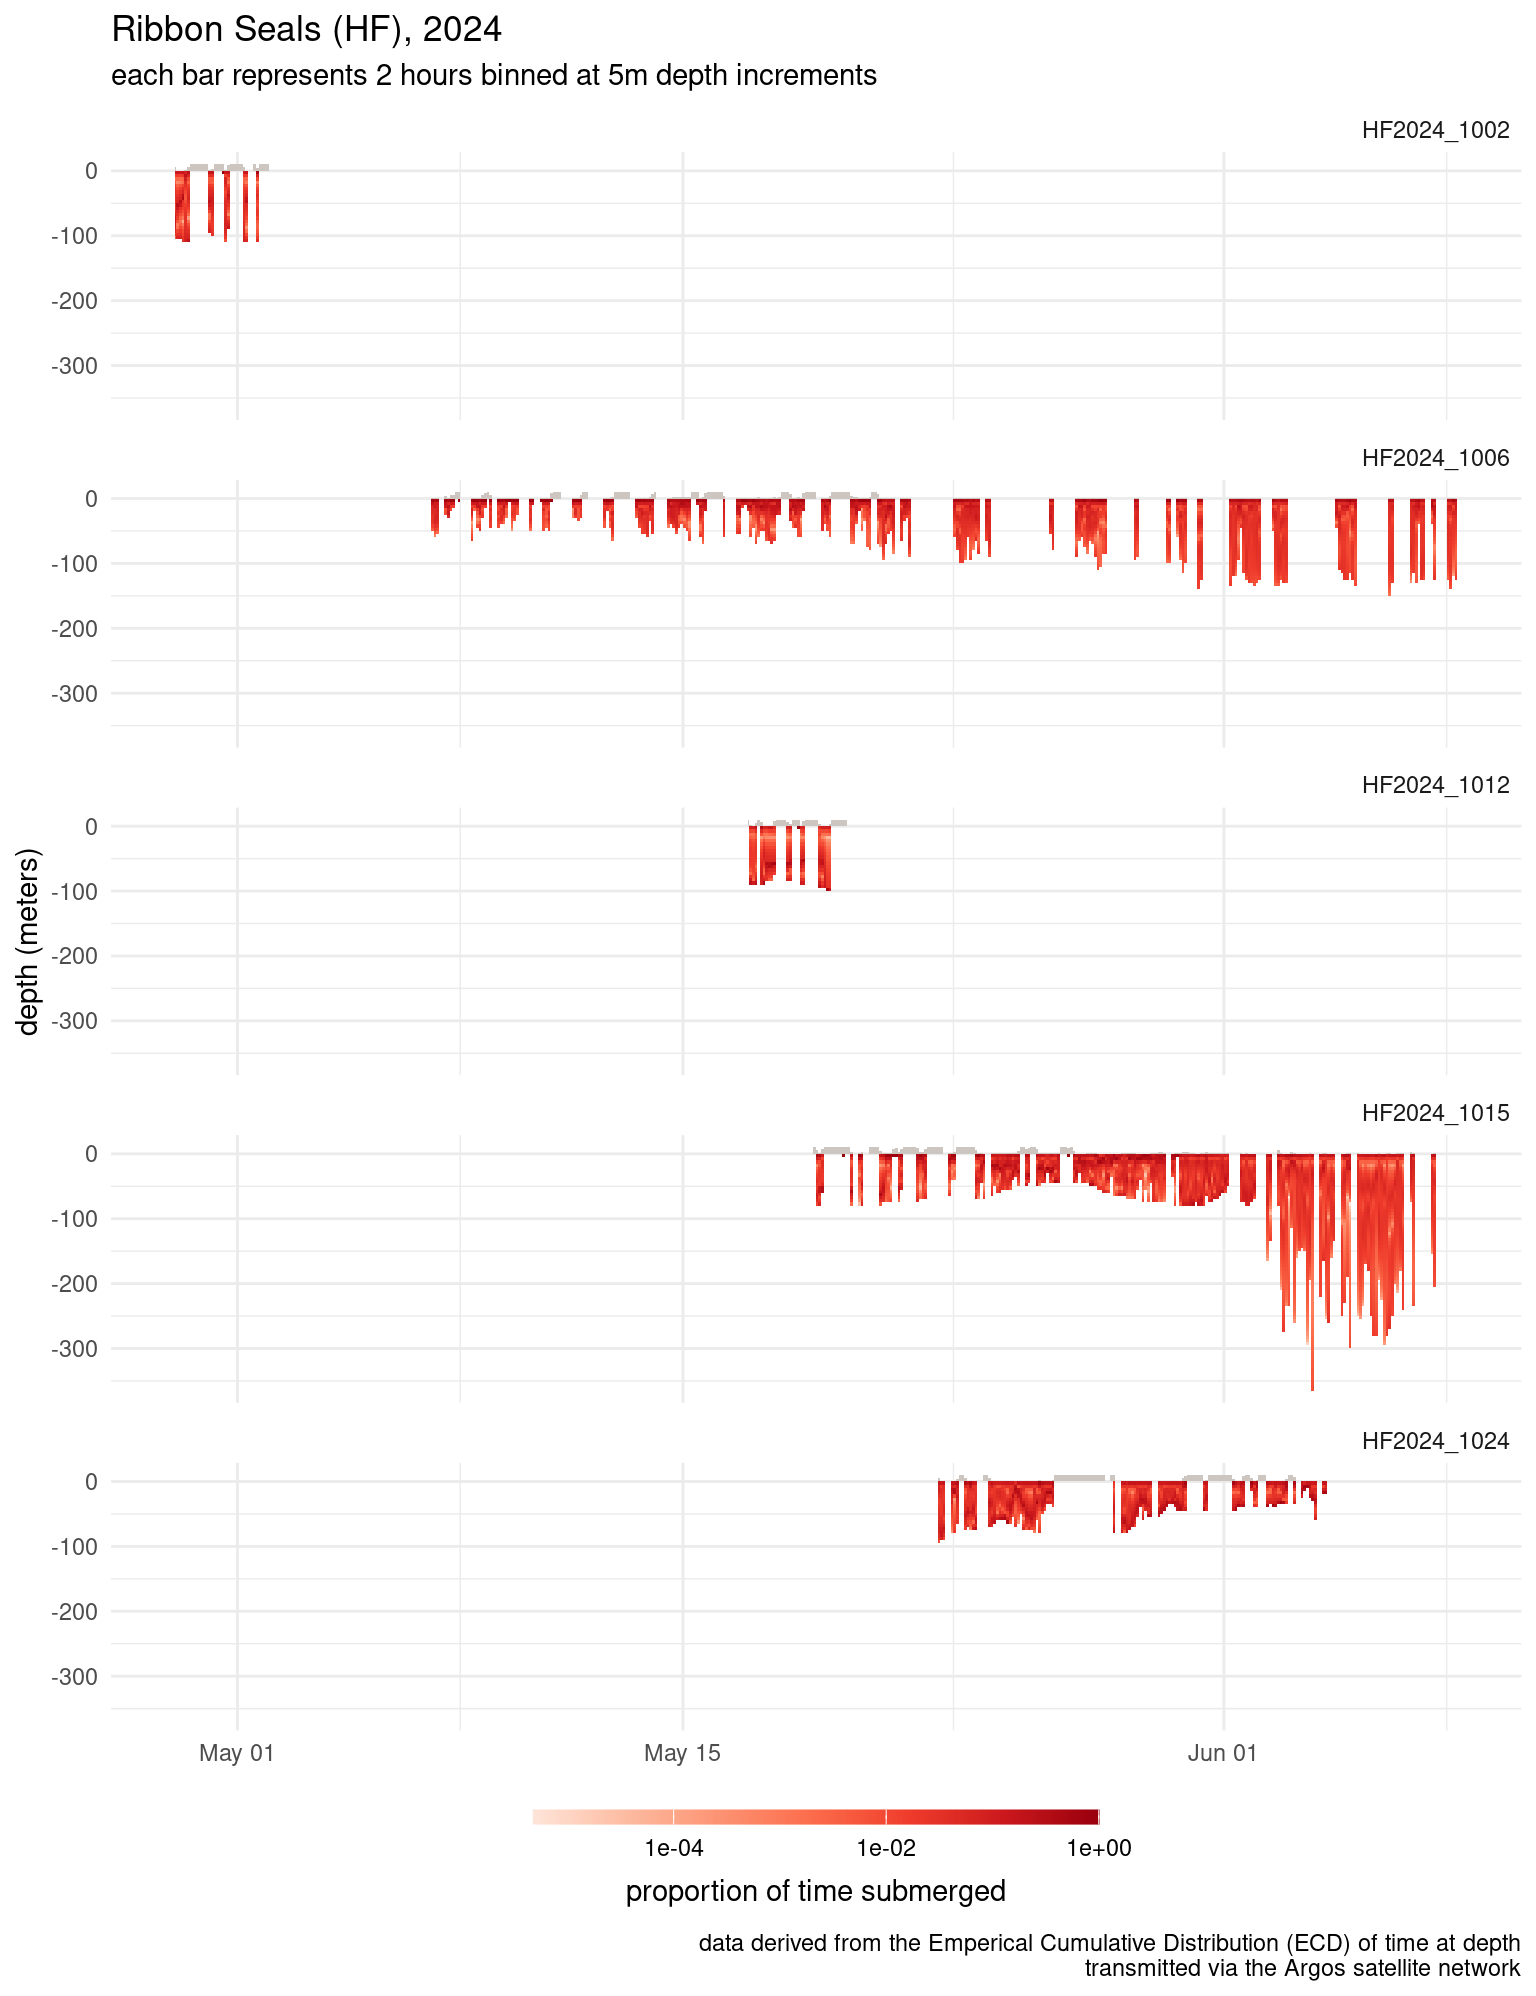 Ribbon Seals (HF), 2024
each bar represents 2 hours binned at 5m depth increments
HF2024_1002
0
-100
-200
-300
HF2024_1006
0
-100
-200
-300
HF2024_1012
0
-100
-200
-300
depth (meters)
HF2024_1015
0
-100
-200
-300
HF2024_1024
0
-100
-200
-300
May 01 May 15 Jun 01
1e-04 1e-02 1e+00
proportion of time submerged
data derived from the Emperical Cumulative Distribution (ECD) of time at depth
transmitted via the Argos satellite network